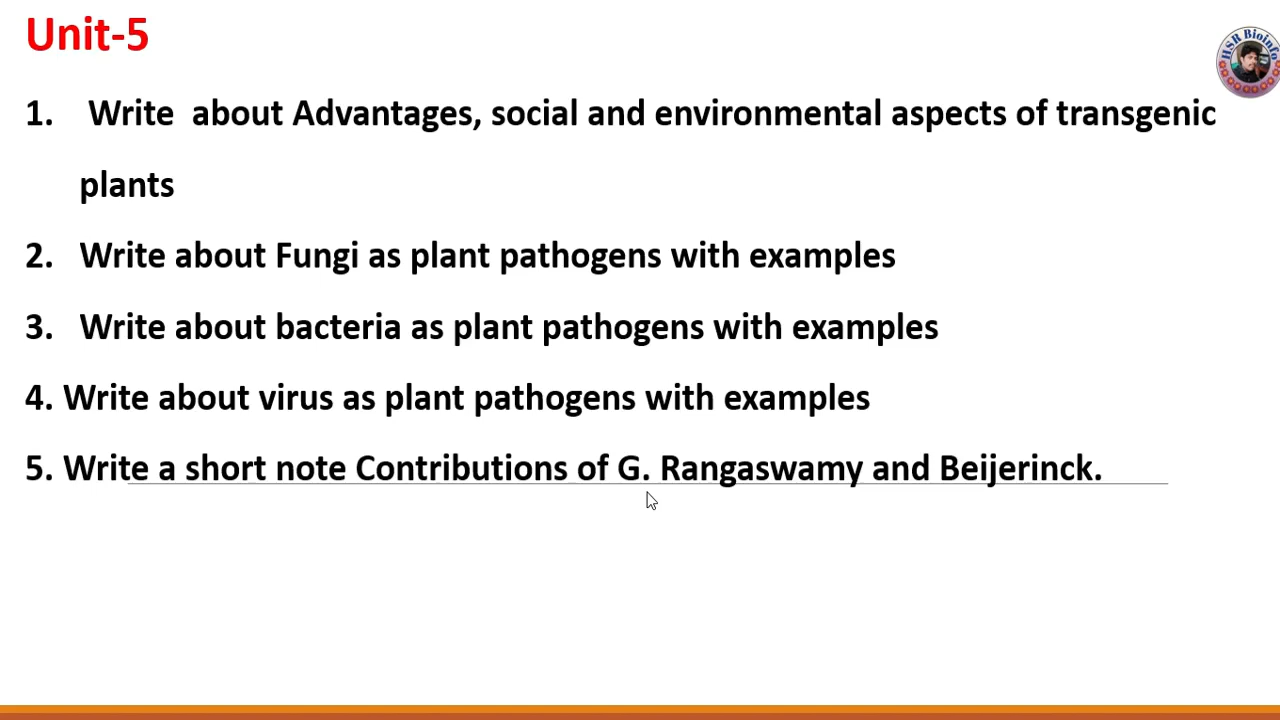 Unit-5
HSR Bioinfo
1. Write about Advantages, social and environmental aspects of transgenic
plants
2. Write about Fungi as plant pathogens with examples
3. Write about bacteria as plant pathogens with examples
4. Write about virus as plant pathogens with examples
5. Write a short note Contributions of G. Rangaswamy and Beijerinck.